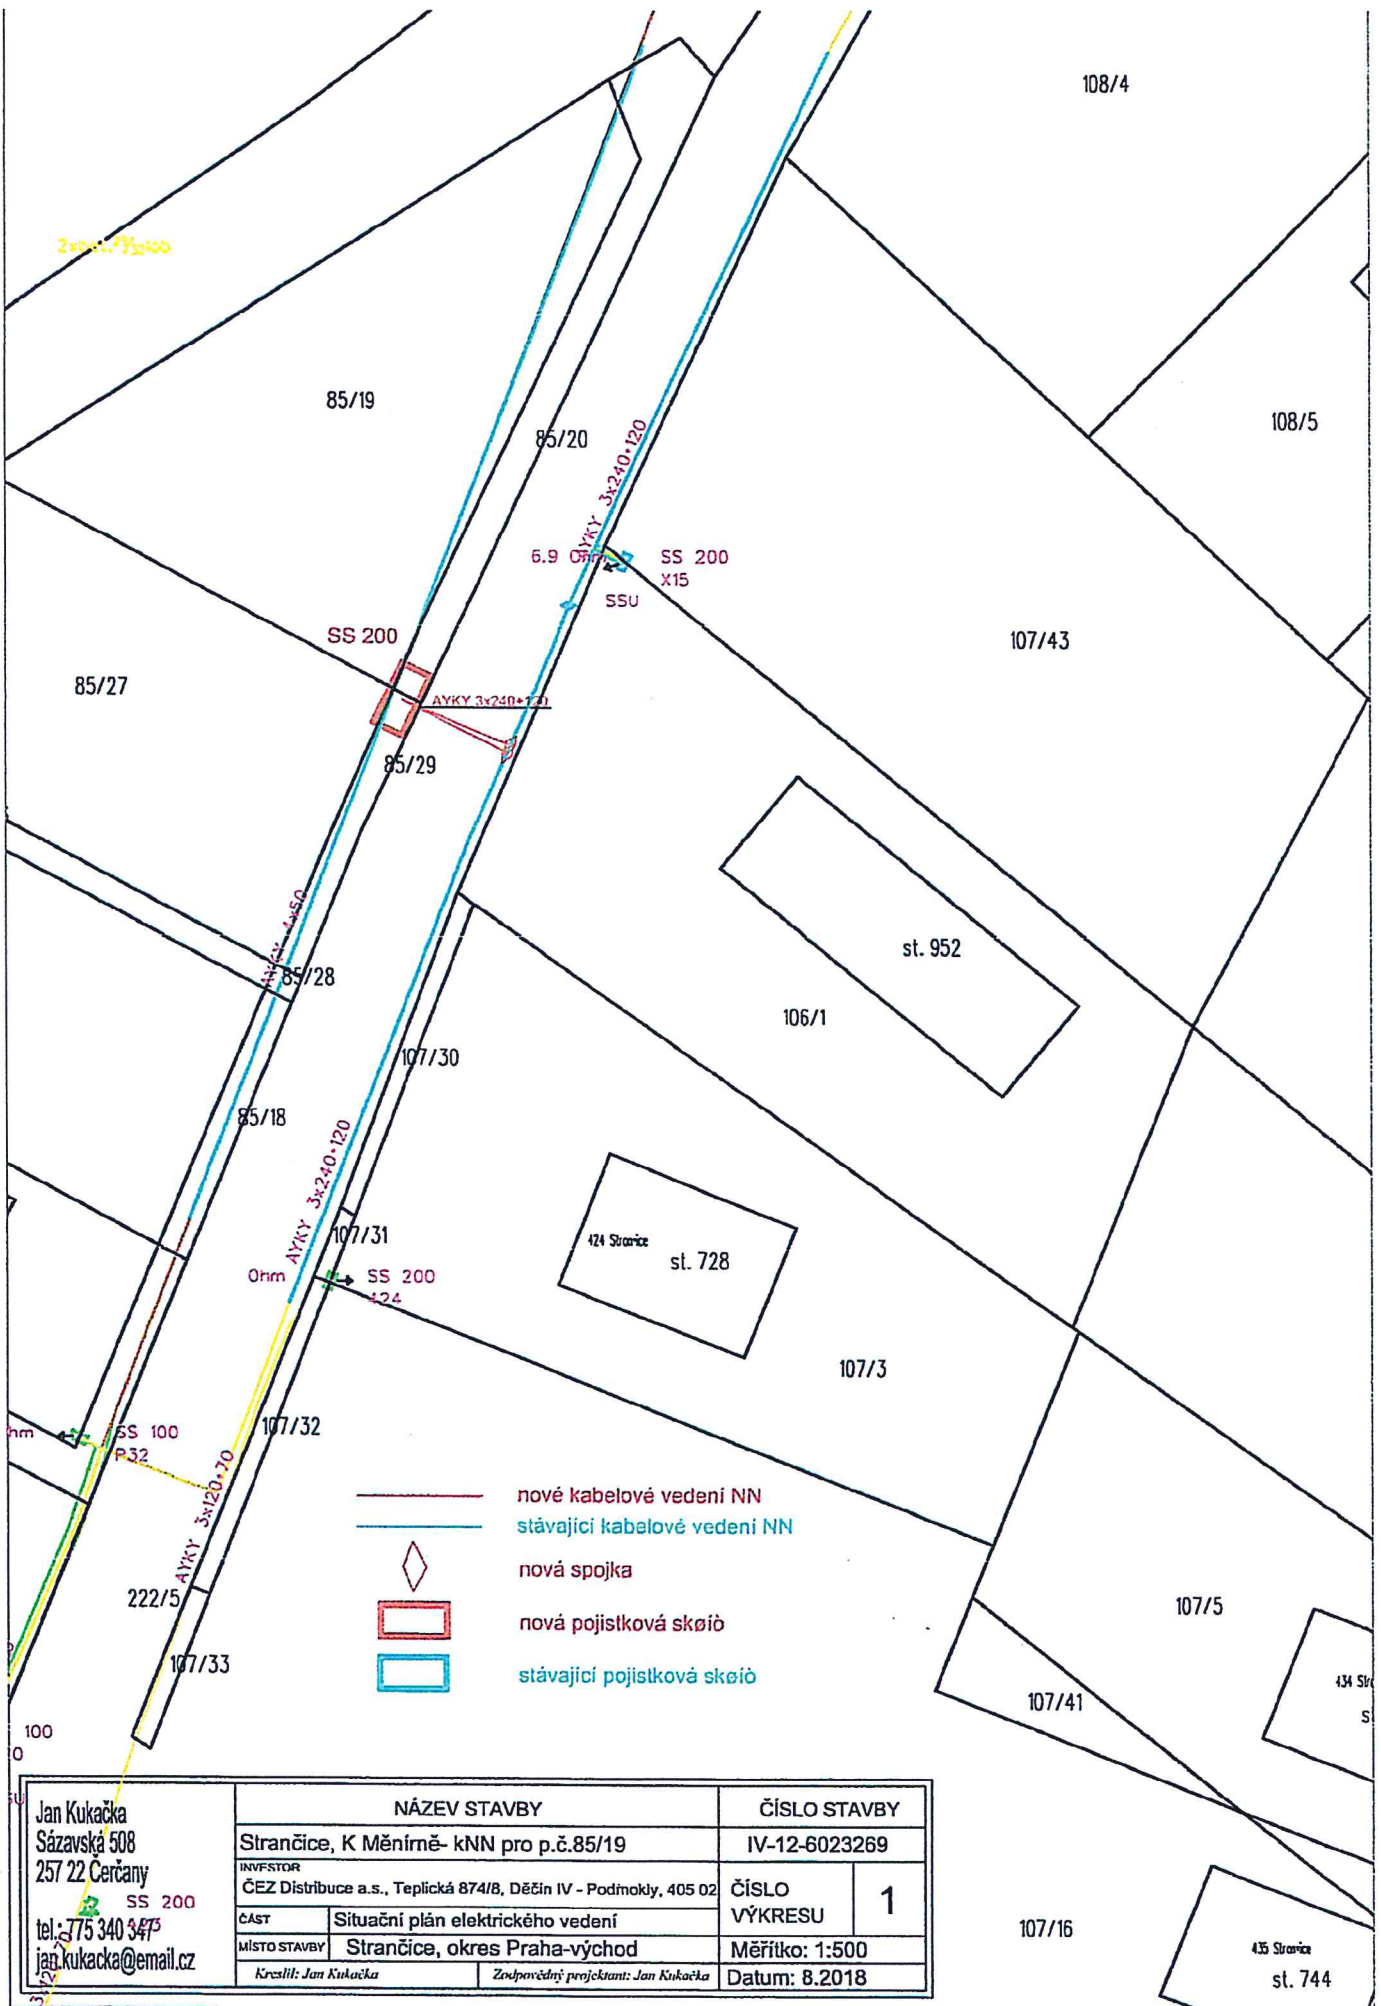 108/4
85/19
108/5
85/20
AYKY 3x240+120
6.9 Ohm
SS 200
X15
SSU
107/43
SS 200
85/27
AYKY 3x240+120
85/29
st. 952
AYKY 4x50
85/28
106/1
107/30
85/18
AYKY 3x240+120
107/31
424 Strančice
st. 728
Ohm
SS 200
424
107/3
107/32
hm
SS 100
P32
AYKY 3x120+70
nové kabelové vedení NN
stávající kabelové vedení NN
nová spojka
nová pojistková skøíò
stávající pojistková skøíò
222/5
107/5
107/33
107/41
434 Str
100
0
NÁZEV STAVBY
ČÍSLO STAVBY
Jan Kukačka
Sázavská 508
257 22 Čerčany
tel.: 775 340 347
jan.kukacka@email.cz
SS 200
Strančice, K Měnírně- kNN pro p.č.85/19
IV-12-6023269
INVESTOR
ČEZ Distribuce a.s., Teplická 874/8, Děčín IV - Podmokly, 405 02
ČÍSLO
VÝKRESU
1
ČÁST
Situační plán elektrického vedení
MÍSTO STAVBY
Strančice, okres Praha-východ
Měřítko: 1:500
Kreslil: Jan Kukačka
Zodpovědný projektant: Jan Kukačka
Datum: 8.2018
107/16
435 Strančice
st. 744